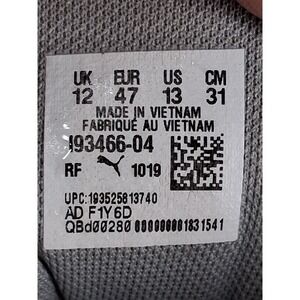 UK EUR US CM
12 47 13 31
MADE IN VIETNAM
FABRIQUÉ AU VIETNAM
193466-04
RF 1019
UPC:193525813740
AD F1Y6D
QBd00280 000000001831541